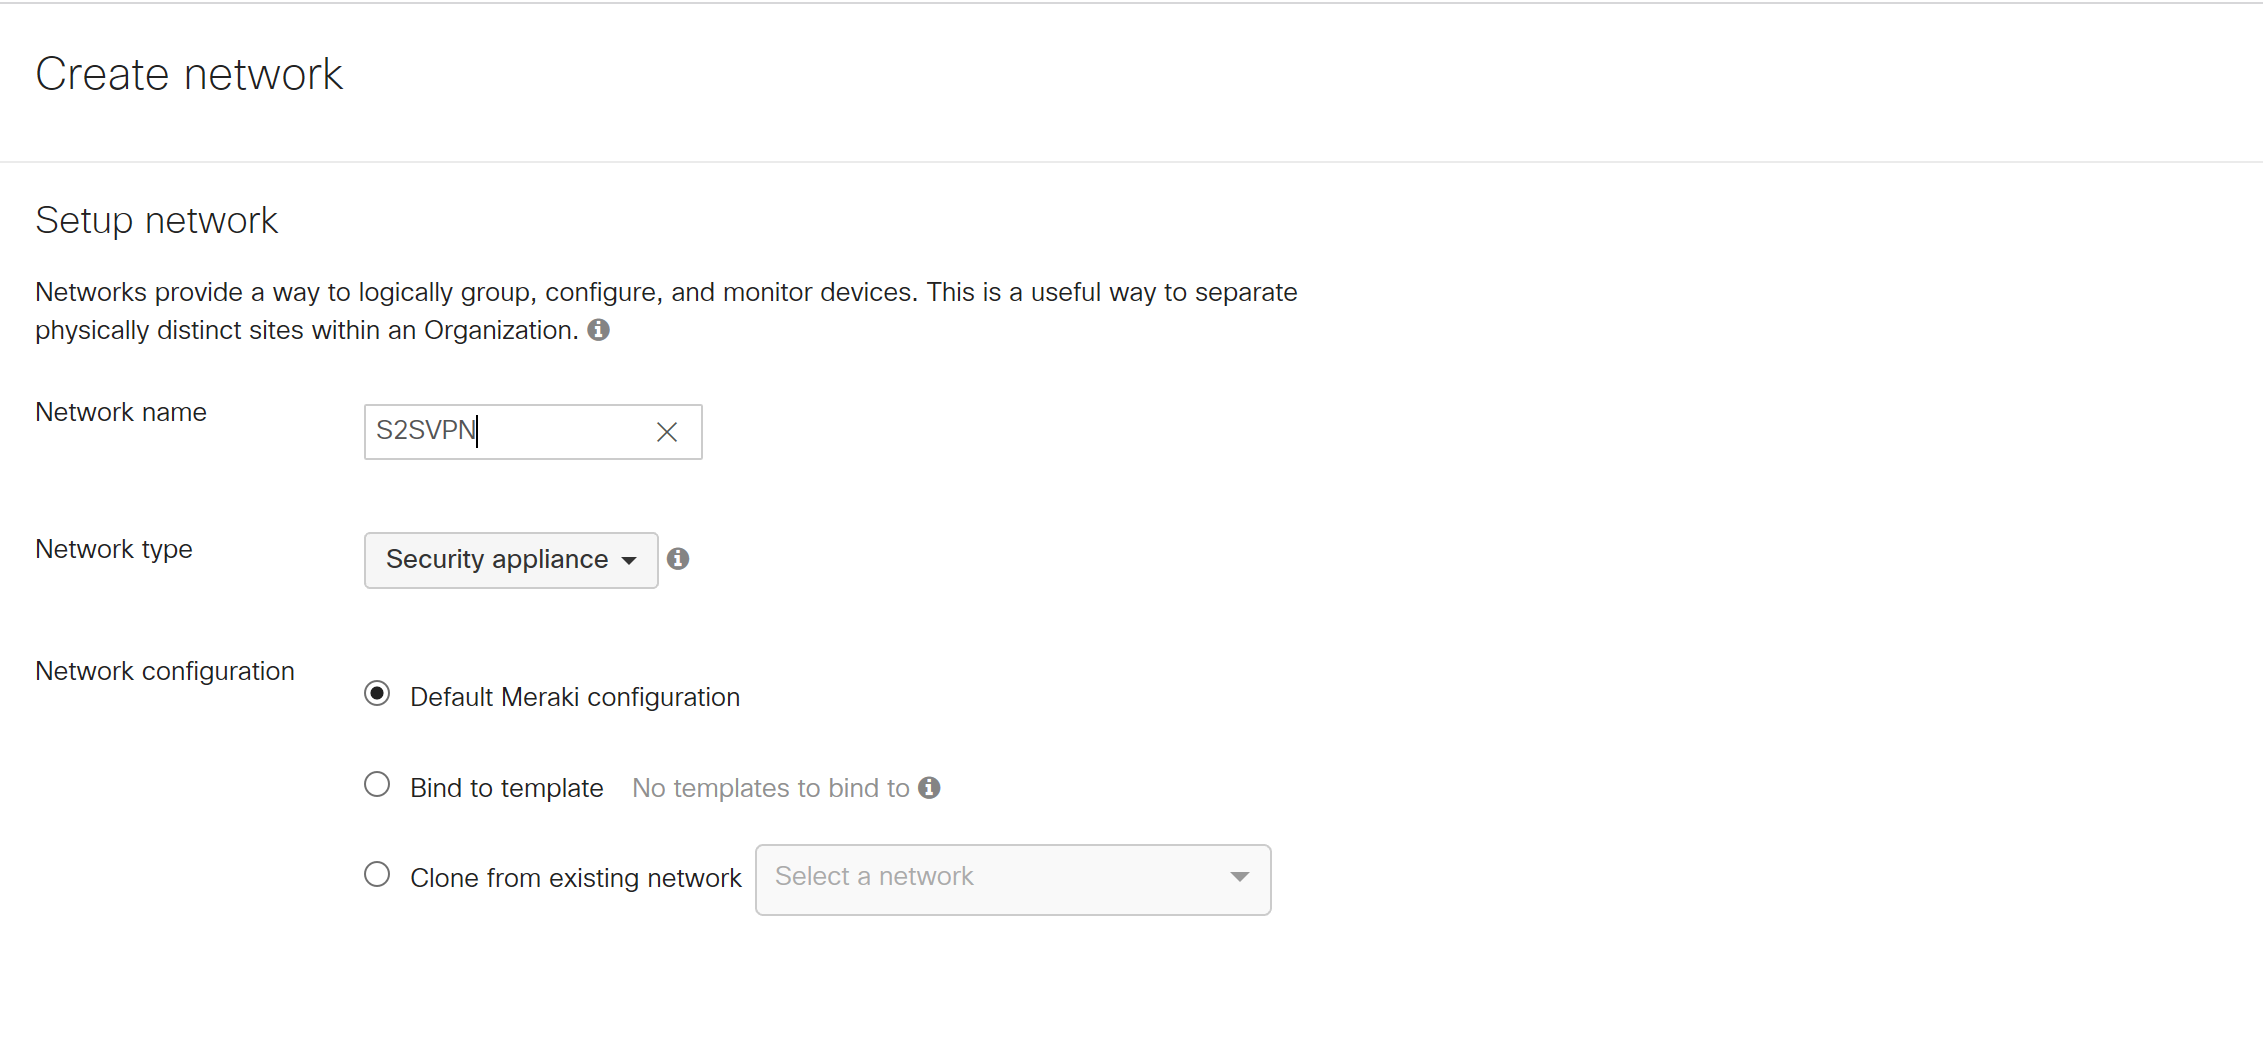 Create network
Setup network
Networks provide a way to logically group, configure, and monitor devices. This is a useful way to separate
physically distinct sites within an Organization.
Network name
S2SVPN
Network type
Security appliance
Network configuration
Default Meraki configuration
Bind to template No templates to bind to
Clone from existing network Select a network